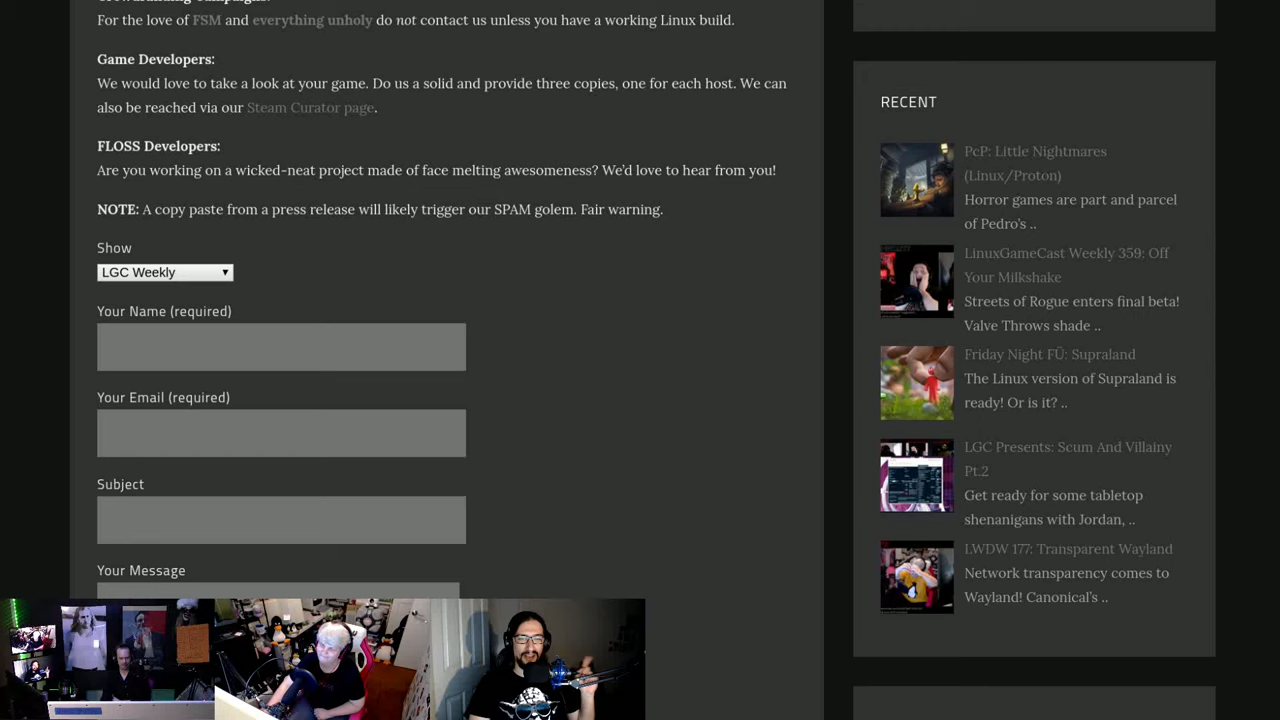 For the love of FSM and everything unholy do not contact us unless you have a working Linux build.
Game Developers:
We would love to take a look at your game. Do us a solid and provide three copies, one for each host. We can
also be reached via our Steam Curator page.
FLOSS Developers:
Are you working on a wicked-neat project made of face melting awesomeness? We'd love to hear from you!
NOTE: A copy paste from a press release will likely trigger our SPAM golem. Fair warning.
Show
LGC Weekly
Your Name (required)
Your Email (required)
Subject
Your Message
RECENT
PcP: Little Nightmares
(Linux/Proton)
Horror games are part and parcel
of Pedro's ..
LinuxGameCast Weekly 359: Off
Your Milkshake
Streets of Rogue enters final beta!
Valve Throws shade ..
Friday Night FÜ: Supraland
The Linux version of Supraland is
ready! Or is it? ..
LGC Presents: Scum And Villainy
Pt.2
Get ready for some tabletop
shenanigans with Jordan, ..
LWDW 177: Transparent Wayland
Network transparency comes to
Wayland! Canonical's ..